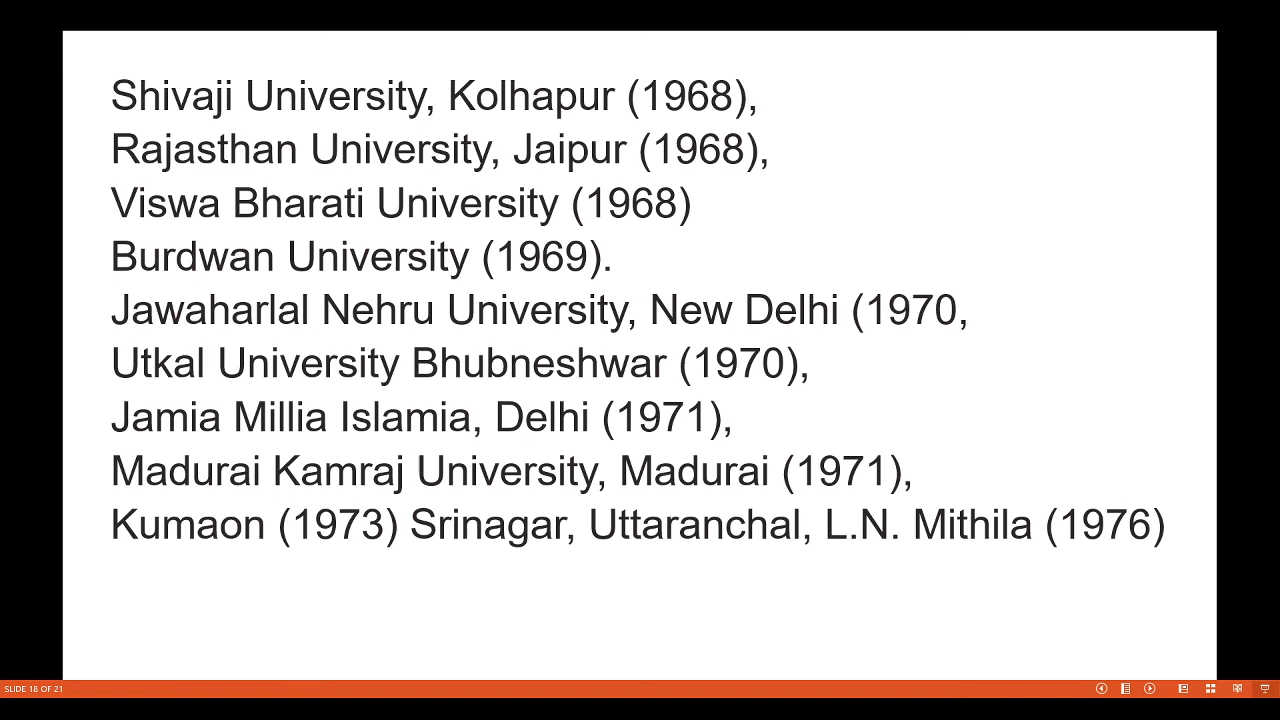 Shivaji University, Kolhapur (1968),
Rajasthan University, Jaipur (1968),
Viswa Bharati University (1968)
Burdwan University (1969).
Jawaharlal Nehru University, New Delhi (1970,
Utkal University Bhubneshwar (1970),
Jamia Millia Islamia, Delhi (1971),
Madurai Kamraj University, Madurai (1971),
Kumaon (1973) Srinagar, Uttaranchal, L.N. Mithila (1976)
SLIDE 18 OF 21